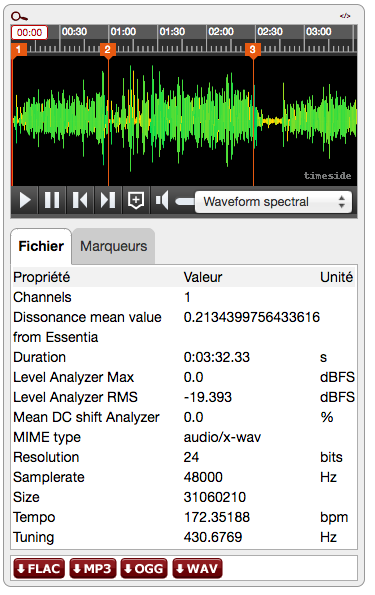 </>
00:00 00:30 01:00 01:30 02:00 02:30 03:00
1 2 3
timeside
Waveform spectral
Fichier Marqueurs
Propriété Valeur Unité
Channels 1
Dissonance mean value 0.2134399756433616
from Essentia
Duration 0:03:32.33 s
Level Analyzer Max 0.0 dBFS
Level Analyzer RMS -19.393 dBFS
Mean DC shift Analyzer 0.0 %
MIME type audio/x-wav
Resolution 24 bits
Samplerate 48000 Hz
Size 31060210
Tempo 172.35188 bpm
Tuning 430.6769 Hz
FLAC MP3 OGG WAV